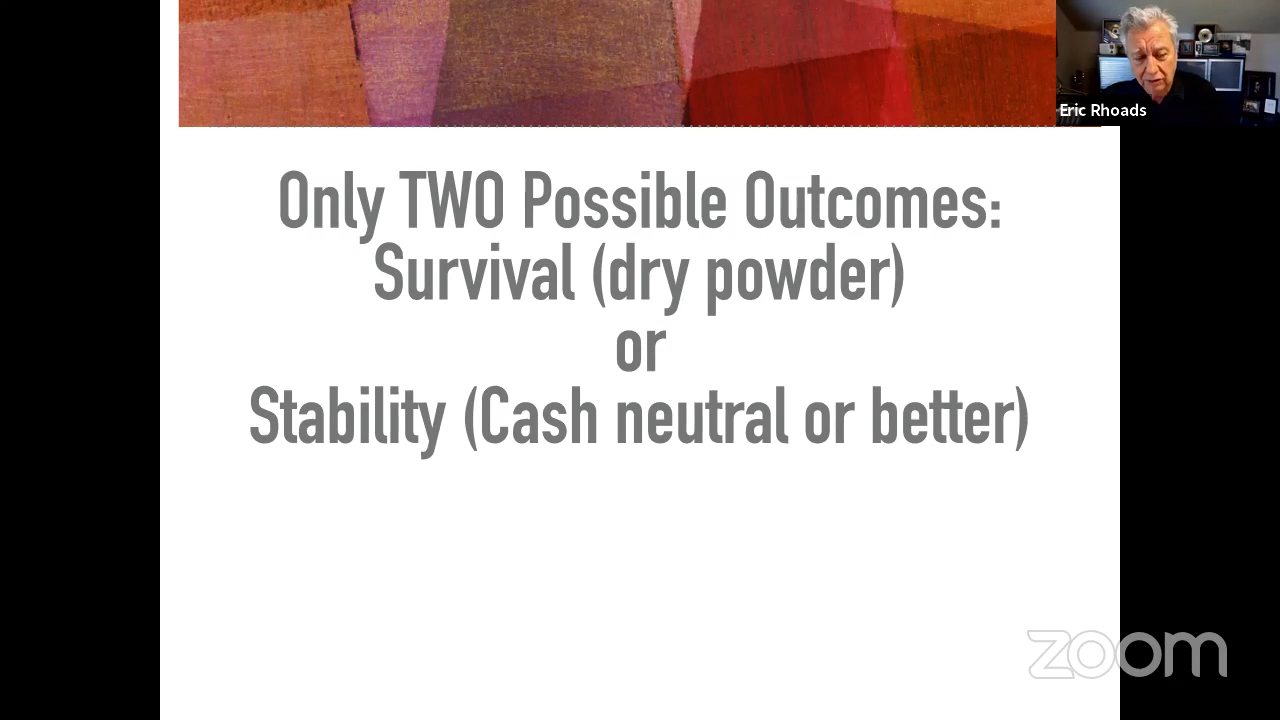 Eric Rhoads
Only TWO Possible Outcomes:
Survival (dry powder)
or
Stability (Cash neutral or better)
zoom